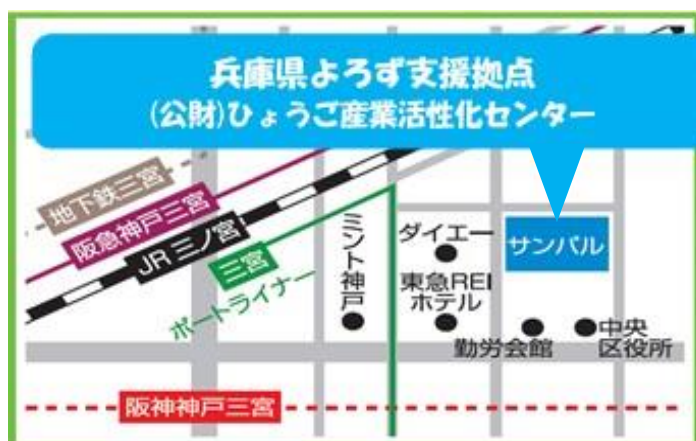 兵庫県よろず支援拠点
(公財)ひょうご産業活性化センター
地下鉄三宮
阪急神戸三宮
JR 三ノ宮
三宮
ポートライナー
ミント神戸
ダイエー
東急REI
ホテル
サンパル
勤労会館
中央
区役所
阪神神戸三宮